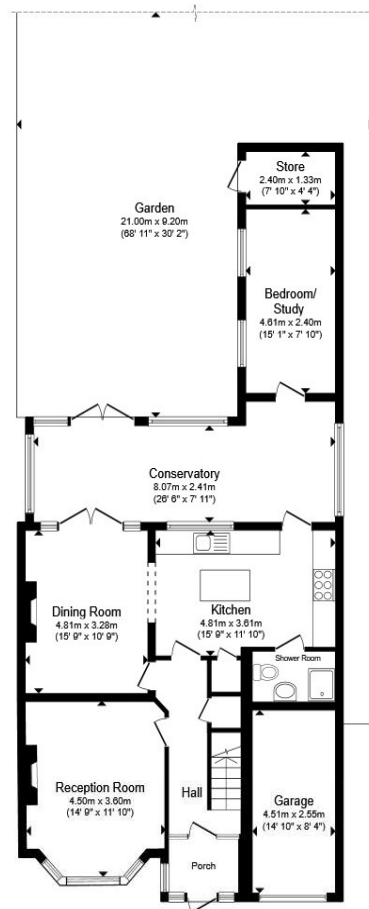 Store
2.40m x 1.33m
(7' 10" x 4' 4")
Garden
21.00m x 9.20m
(68' 11" x 30' 2")
Bedroom/
Study
4.61m x 2.40m
(15' 1" x 7' 10")
Conservatory
8.07m x 2.41m
(26' 6" x 7' 11")
Dining Room
4.81m x 3.28m
(15' 9" x 10' 9")
Kitchen
4.81m x 3.61m
(15' 9" x 11' 10")
Shower Room
Reception Room
4.50m x 3.60m
(14' 9" x 11' 10")
Hall
Garage
4.51m x 2.55m
(14' 10" x 8' 4")
Porch